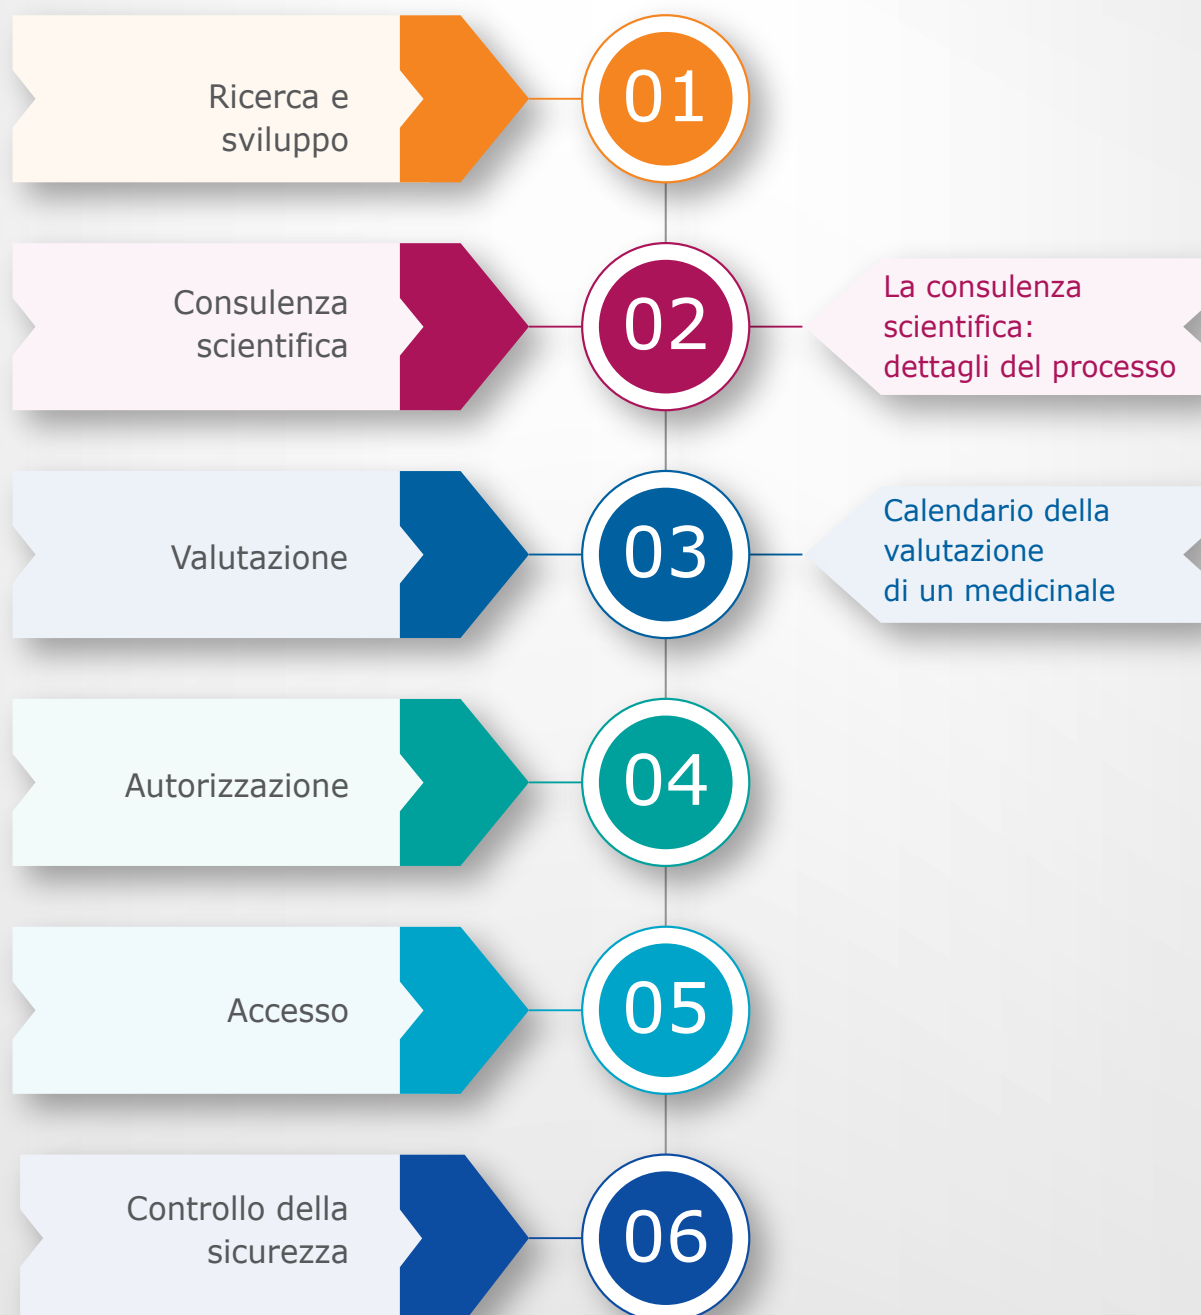 Ricerca e
sviluppo
01
Consulenza
scientifica
02
La consulenza
scientifica:
dettagli del processo
Valutazione
03
Calendario della
valutazione
di un medicinale
Autorizzazione
04
Accesso
05
Controllo della
sicurezza
06